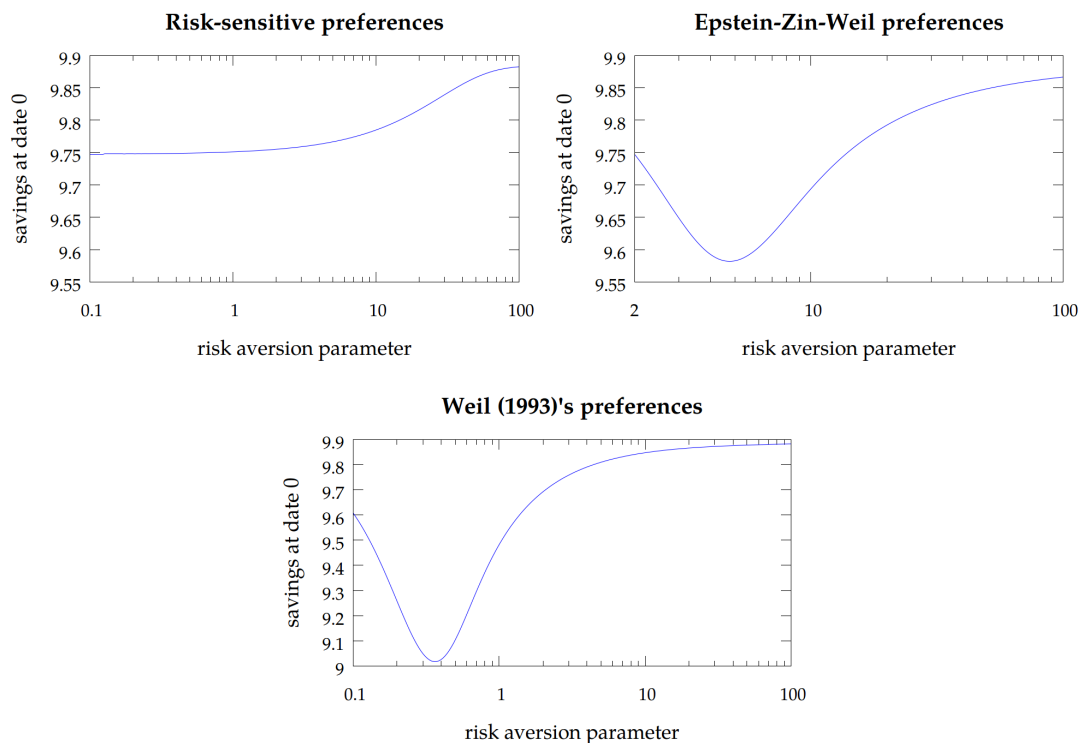 Risk-sensitive preferences
9.9
9.85
9.8
9.75
9.7
9.65
9.6
9.55
savings at date 0
0.1 1 10 100
risk aversion parameter
Epstein-Zin-Weil preferences
9.9
9.85
9.8
9.75
9.7
9.65
9.6
9.55
savings at date 0
2 10 100
risk aversion parameter
Weil (1993)'s preferences
9.9
9.8
9.7
9.6
9.5
9.4
9.3
9.2
9.1
9
savings at date 0
0.1 1 10 100
risk aversion parameter